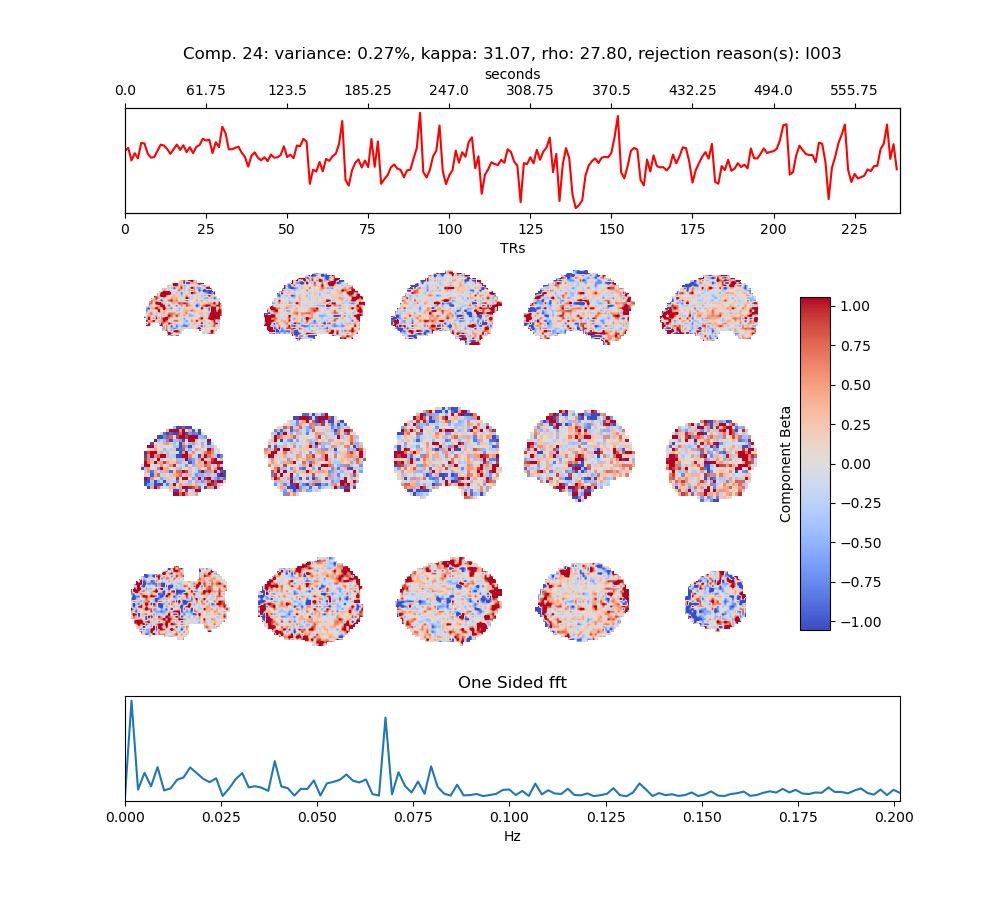 Comp. 24: variance: 0.27%, kappa: 31.07, rho: 27.80, rejection reason(s): I003
seconds
0.0 61.75 123.5 185.25 247.0 308.75 370.5 432.25 494.0 555.75
0 25 50 75 100 125 150 175 200 225
TRs
1.00
0.75
0.50
0.25
0.00
−0.25
−0.50
−0.75
−1.00
Component Beta
One Sided fft
0.000 0.025 0.050 0.075 0.100 0.125 0.150 0.175 0.200
Hz